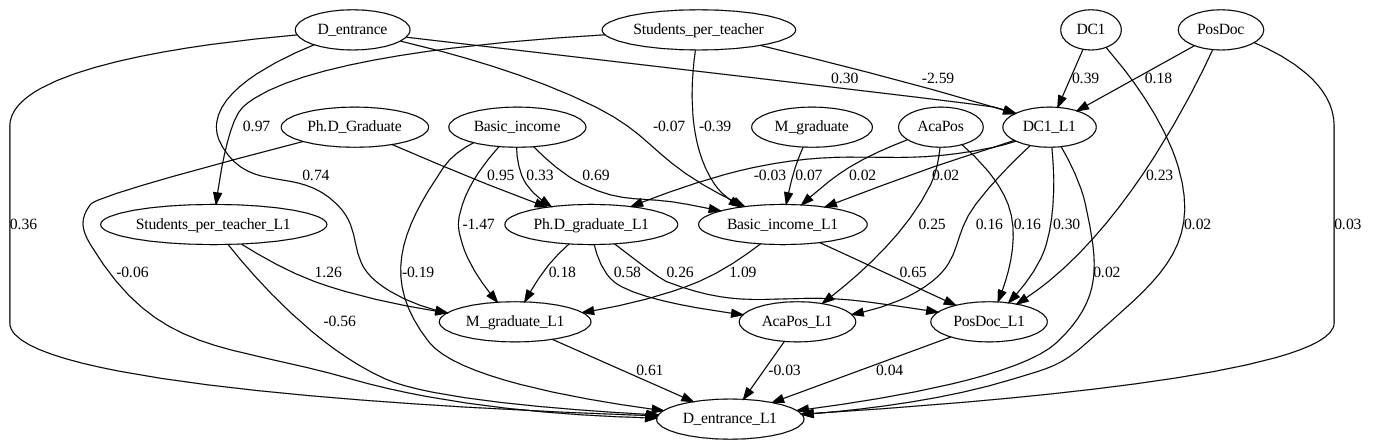 D_entrance
Students_per_teacher
DC1
PosDoc
0.30
-2.59
0.39
0.18
Ph.D_Graduate
Basic_income
M_graduate
AcaPos
DC1_L1
0.97
-0.07
-0.39
0.74
0.95
0.33
0.69
-0.03
0.07
0.02
0.02
0.23
Students_per_teacher_L1
Ph.D_graduate_L1
Basic_income_L1
0.36
-1.47
0.25
0.16
0.16
0.30
0.02
0.03
-0.06
1.26
-0.19
0.18
0.58
0.26
1.09
0.65
0.02
M_graduate_L1
AcaPos_L1
PosDoc_L1
-0.56
0.61
-0.03
0.04
D_entrance_L1